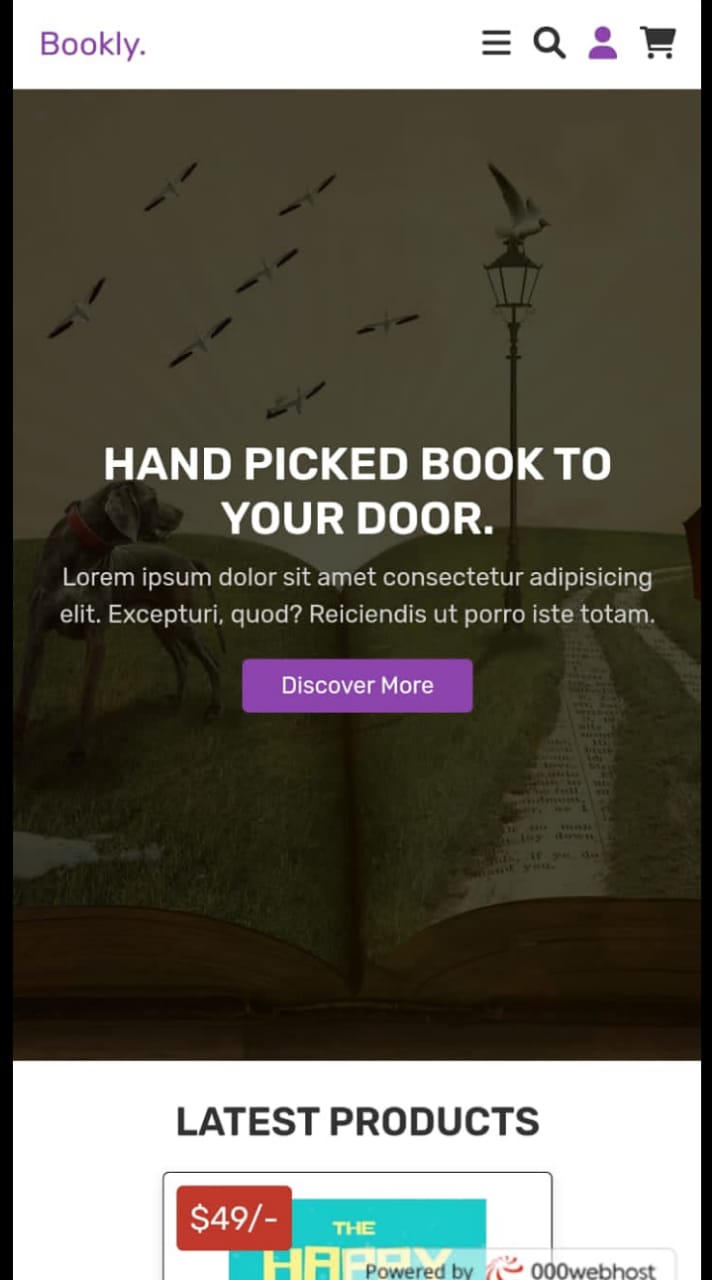 Bookly.
HAND PICKED BOOK TO
YOUR DOOR.
Lorem ipsum dolor sit amet consectetur adipisicing
elit. Excepturi, quod? Reiciendis ut porro iste totam.
Discover More
LATEST PRODUCTS
$49/-
THE
HAPPY
Powered by 000webhost